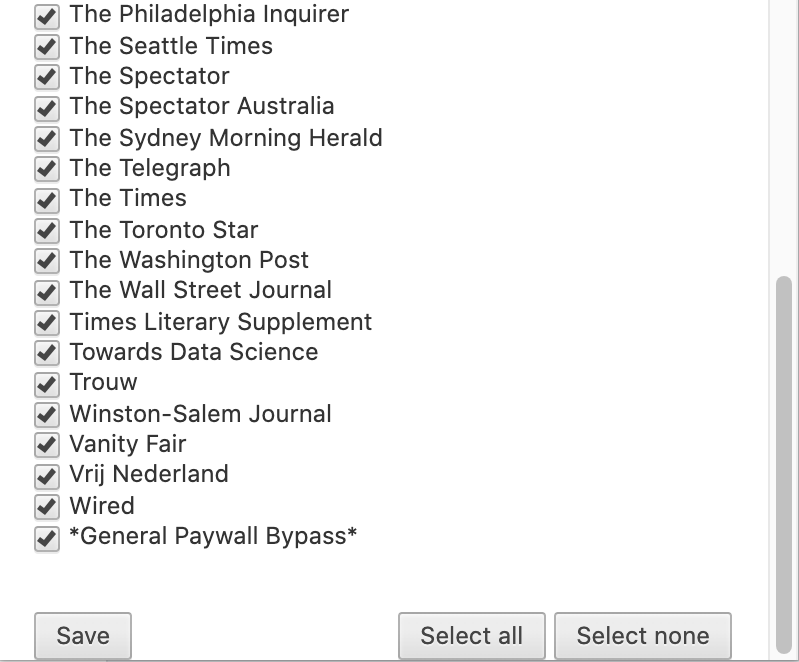 The Philadelphia Inquirer
The Seattle Times
The Spectator
The Spectator Australia
The Sydney Morning Herald
The Telegraph
The Times
The Toronto Star
The Washington Post
The Wall Street Journal
Times Literary Supplement
Towards Data Science
Trouw
Winston-Salem Journal
Vanity Fair
Vrij Nederland
Wired
*General Paywall Bypass*
Save Select all Select none